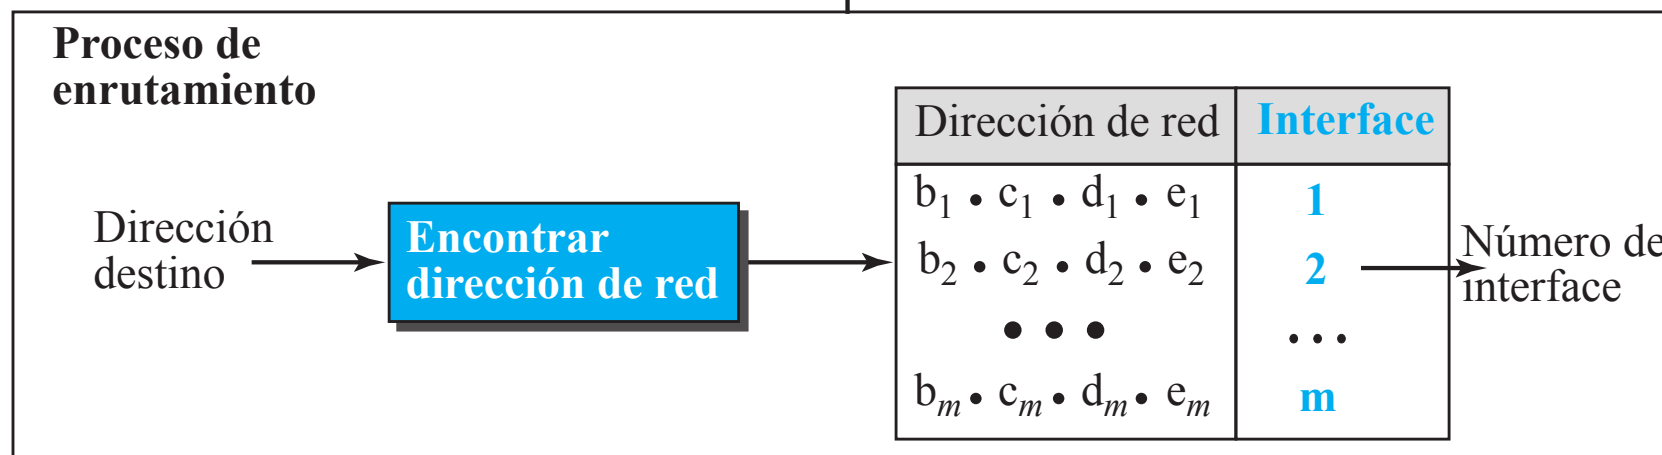 Proceso de
enrutamiento
Dirección
destino
Encontrar
dirección de red
Dirección de red Interface
b1 • c1 • d1 • e1 1
b2 • c2 • d2 • e2 2
• • • ...
bm • cm • dm • em m
Número de
interface